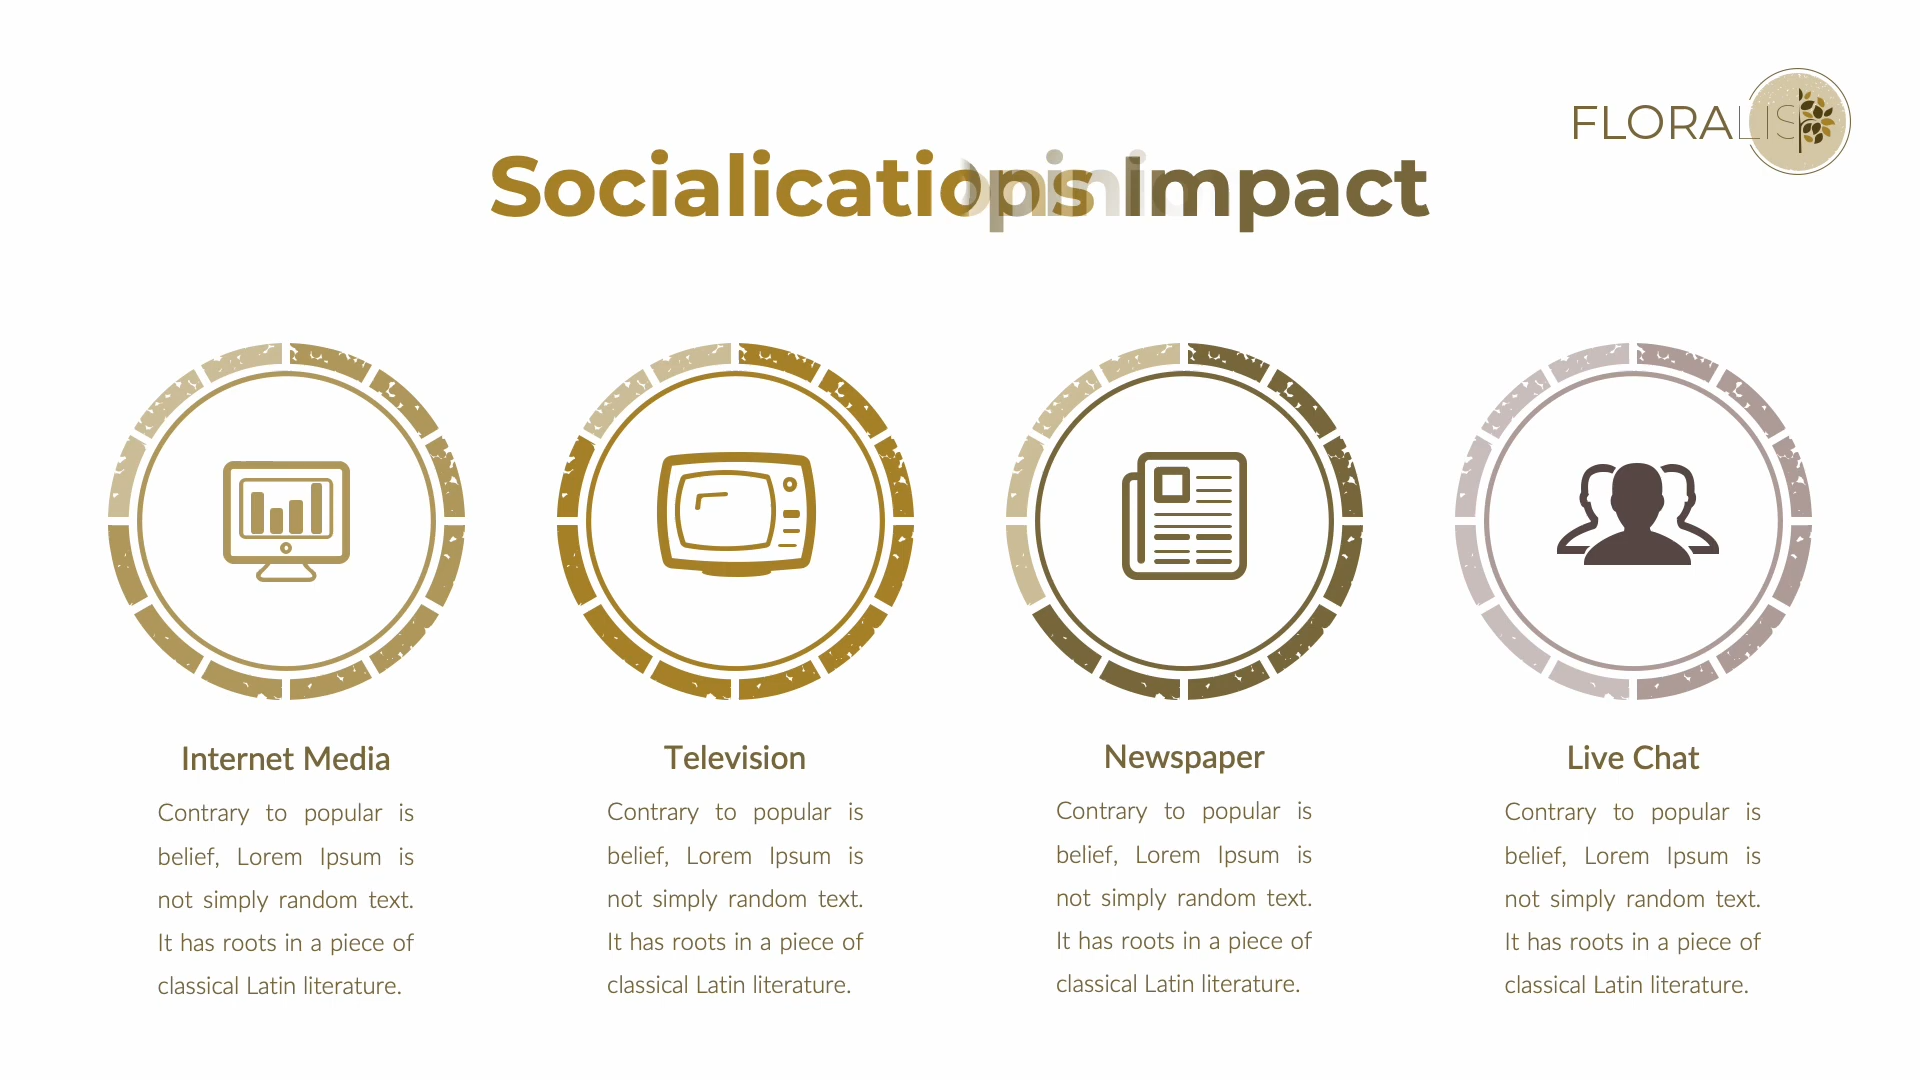 FLORALIS
Impact
Internet Media
Contrary to popular is
belief, Lorem Ipsum is
not simply random text.
It has roots in a piece of
classical Latin literature.
Television
Contrary to popular is
belief, Lorem Ipsum is
not simply random text.
It has roots in a piece of
classical Latin literature.
Newspaper
Contrary to popular is
belief, Lorem Ipsum is
not simply random text.
It has roots in a piece of
classical Latin literature.
Live Chat
Contrary to popular is
belief, Lorem Ipsum is
not simply random text.
It has roots in a piece of
classical Latin literature.